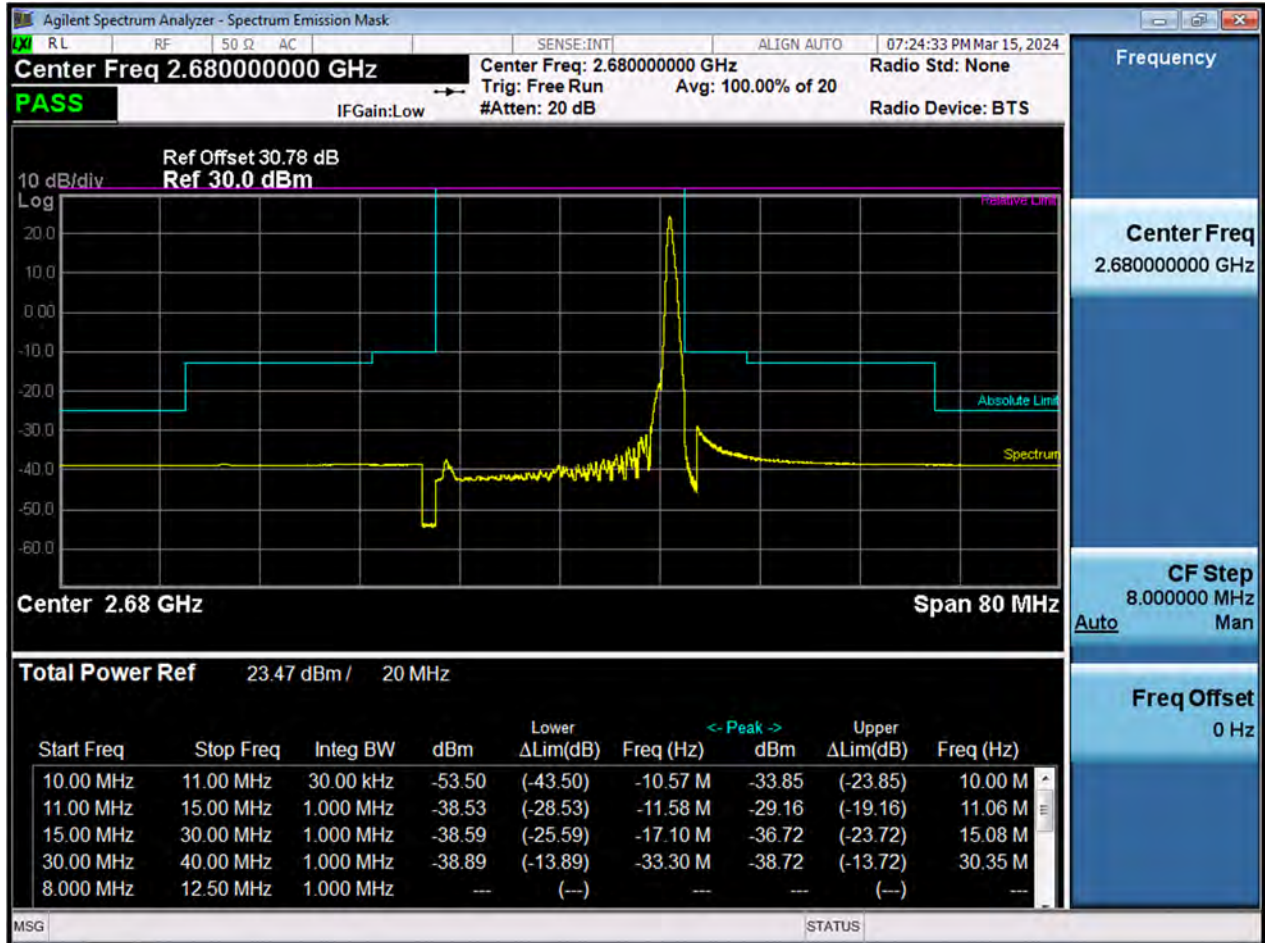 Agilent Spectrum Analyzer - Spectrum Emission Mask
LXI RL RF 50 Ω AC SENSE:INT ALIGN AUTO 07:24:33 PM Mar 15, 2024
Center Freq 2.680000000 GHz
Center Freq: 2.680000000 GHz
Radio Std: None
Trig: Free Run Avg: 100.00% of 20
PASS
IFGain:Low #Atten: 20 dB Radio Device: BTS
Ref Offset 30.78 dB
10 dB/div Ref 30.0 dBm
Log
Relative Limit
20.0
10.0
0.00
-10.0
-20.0
Absolute Limit
-30.0
Spectrum
-40.0
-50.0
-60.0
Center 2.68 GHz Span 80 MHz
Total Power Ref 23.47 dBm / 20 MHz
Lower <- Peak -> Upper
Start Freq Stop Freq Integ BW dBm ΔLim(dB) Freq (Hz) dBm ΔLim(dB) Freq (Hz)
10.00 MHz 11.00 MHz 30.00 kHz -53.50 (-43.50) -10.57 M -33.85 (-23.85) 10.00 M
11.00 MHz 15.00 MHz 1.000 MHz -38.53 (-28.53) -11.58 M -29.16 (-19.16) 11.06 M
15.00 MHz 30.00 MHz 1.000 MHz -38.59 (-25.59) -17.10 M -36.72 (-23.72) 15.08 M
30.00 MHz 40.00 MHz 1.000 MHz -38.89 (-13.89) -33.30 M -38.72 (-13.72) 30.35 M
8.000 MHz 12.50 MHz 1.000 MHz --- (---) --- --- (---) ---
MSG STATUS
Frequency
Center Freq
2.680000000 GHz
CF Step
8.000000 MHz
Auto Man
Freq Offset
0 Hz